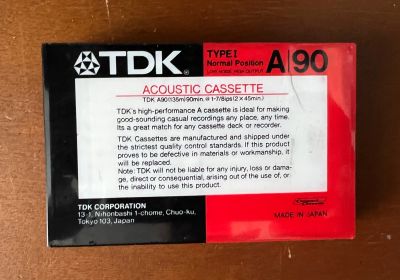 TDK®
TYPE I
Normal Position
LOW NOISE HIGH OUTPUT
A90
ACOUSTIC CASSETTE
TDK A90(135m)90min. @ 1-7/8ips(2×45min.)
TDK's high-performance A cassette is ideal for making
good-sounding casual recordings any place, any time.
Its a great match for any cassette deck or recorder.
TDK Cassettes are manufactured and shipped under
the strictest quality control standards. If this product
proves to be defective in materials or workmanship, it
will be replaced.
Note: TDK will not be liable for any injury, loss or dama-
ge, direct or consequential, arising out of the use of, or
the inability to use this product.
TDK CORPORATION
13-1, Nihonbashi 1-chome, Chuo-ku,
Tokyo 103, Japan
MADE IN JAPAN